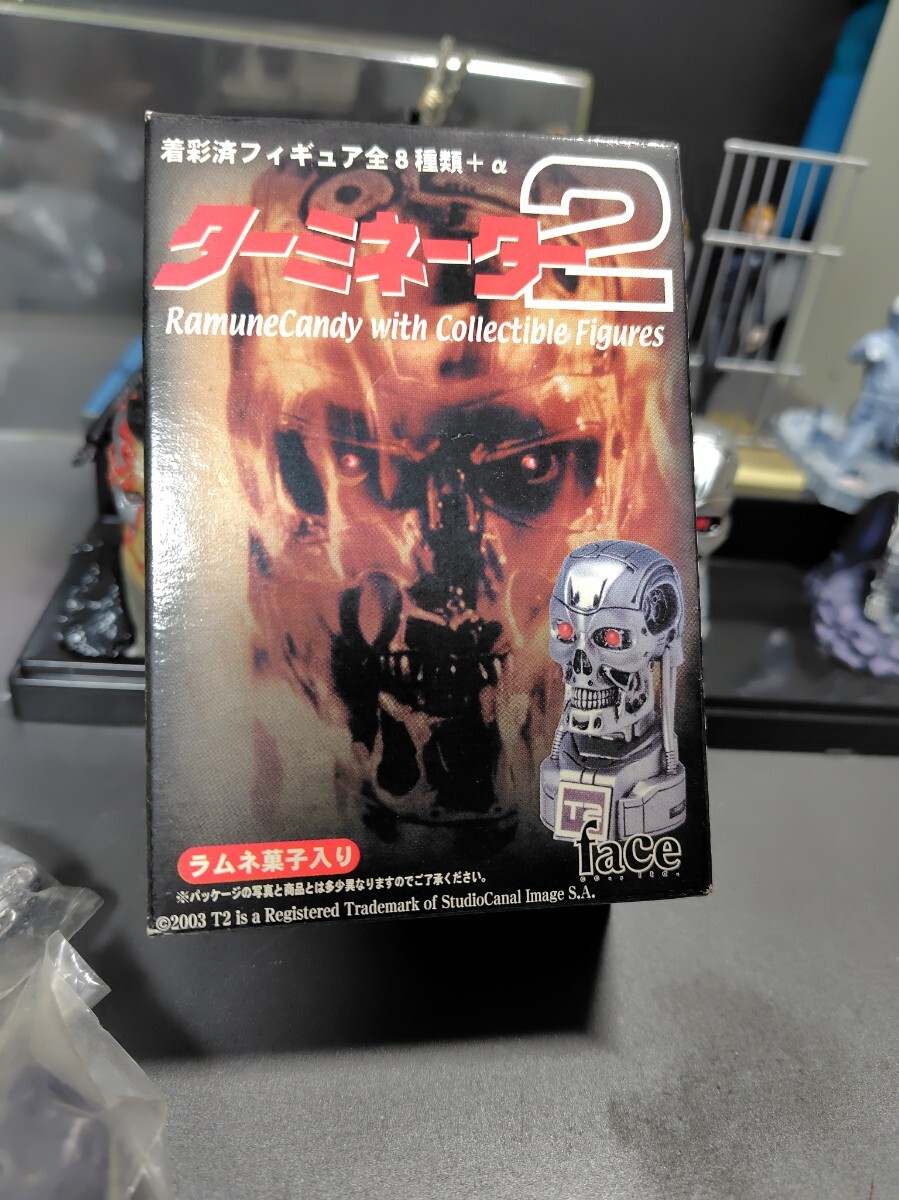 着彩済フィギュア全8種類+α
ターミネーター2
RamuneCandy with Collectible Figures
T2
face
co.,ltd.
ラムネ菓子入り
※パッケージの写真と商品とは多少異なりますのでご了承ください。
©2003 T2 is a Registered Trademark of StudioCanal Image S.A.